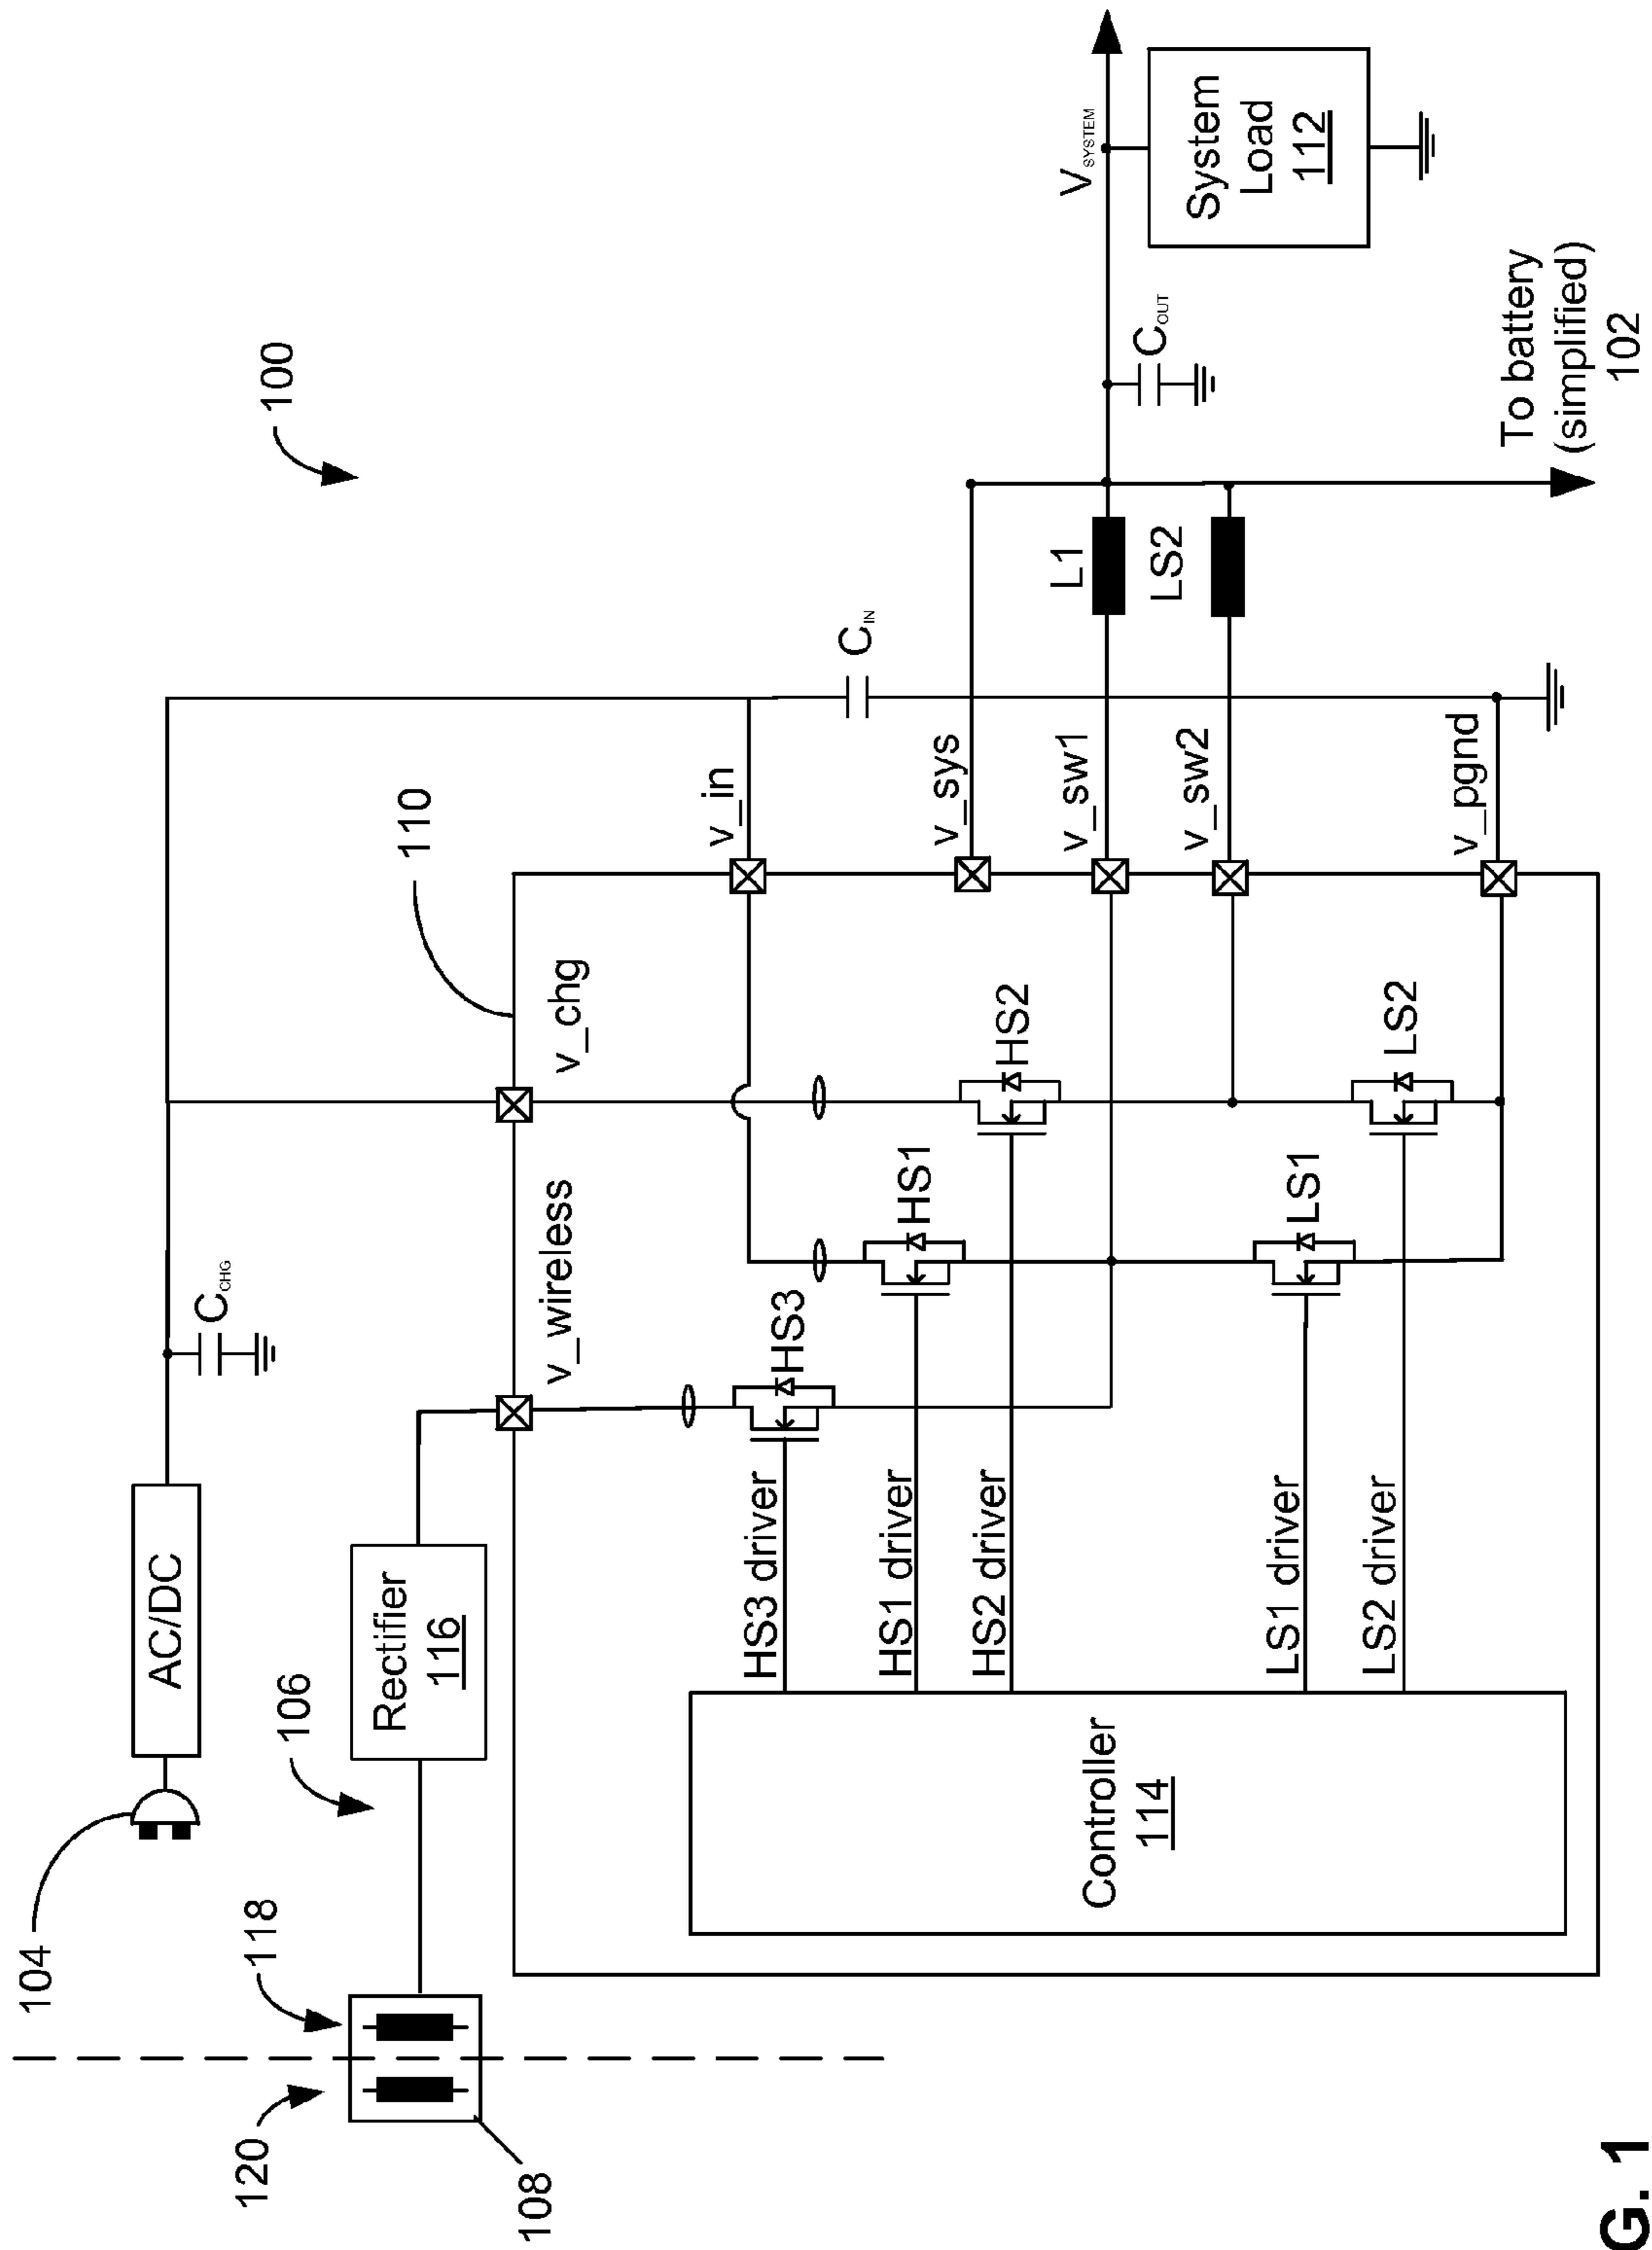 100
104
AC/DC
C_CHG
120
118
106
108
Rectifier
116
110
v_wireless
v_chg
HS3 driver
HS3
HS1 driver
HS1
HS2 driver
HS2
LS1 driver
LS1
LS2 driver
LS2
Controller
114
v_in
v_sys
v_sw1
v_sw2
v_pgnd
C_IN
L1
LS2
C_OUT
V_SYSTEM
System
Load
112
To battery
(simplified)
102
G. 1